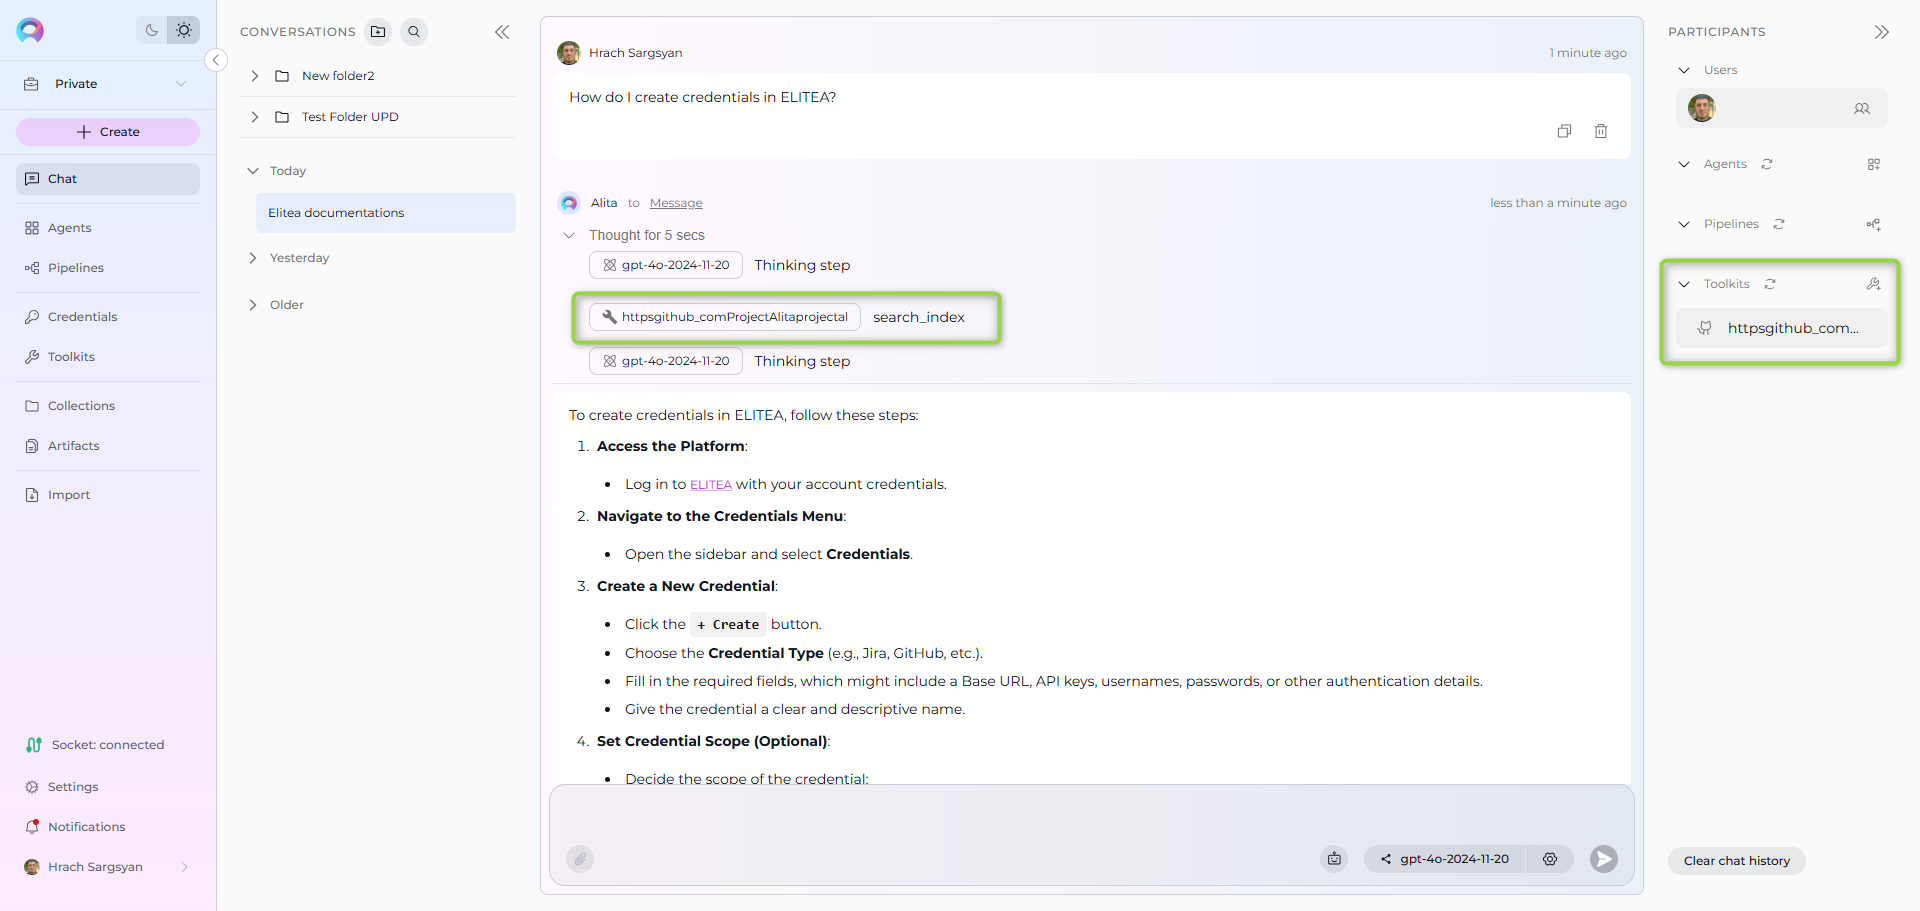 Private
Create
Chat
Agents
Pipelines
Credentials
Toolkits
Collections
Artifacts
Import
Socket: connected
Settings
Notifications
Hrach Sargsyan
CONVERSATIONS
New folder2
Test Folder UPD
Today
Elitea documentations
Yesterday
Older
Hrach Sargsyan
1 minute ago
How do I create credentials in ELITEA?
Alita to Message
less than a minute ago
Thought for 5 secs
gpt-4o-2024-11-20 Thinking step
httpsgithub_comProjectAlitaprojectal search_index
gpt-4o-2024-11-20 Thinking step
To create credentials in ELITEA, follow these steps:
1. Access the Platform:
• Log in to ELITEA with your account credentials.
2. Navigate to the Credentials Menu:
• Open the sidebar and select Credentials.
3. Create a New Credential:
• Click the + Create button.
• Choose the Credential Type (e.g., Jira, GitHub, etc.).
• Fill in the required fields, which might include a Base URL, API keys, usernames, passwords, or other authentication details.
• Give the credential a clear and descriptive name.
4. Set Credential Scope (Optional):
• Decide the scope of the credential:
gpt-4o-2024-11-20
PARTICIPANTS
Users
Agents
Pipelines
Toolkits
httpsgithub_com...
Clear chat history